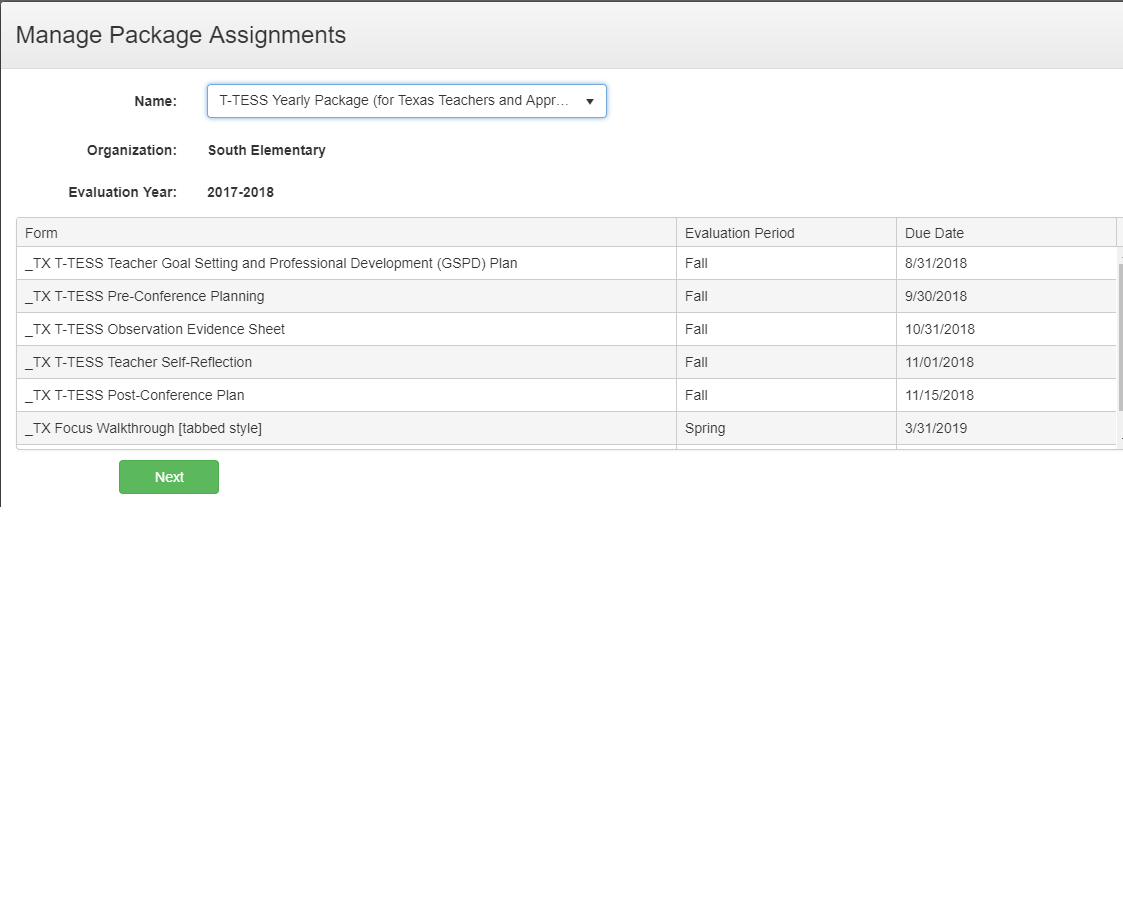 Manage Package Assignments
Name: T-TESS Yearly Package (for Texas Teachers and Appr...
Organization: South Elementary
Evaluation Year: 2017-2018
Form Evaluation Period Due Date
_TX T-TESS Teacher Goal Setting and Professional Development (GSPD) Plan Fall 8/31/2018
_TX T-TESS Pre-Conference Planning Fall 9/30/2018
_TX T-TESS Observation Evidence Sheet Fall 10/31/2018
_TX T-TESS Teacher Self-Reflection Fall 11/01/2018
_TX T-TESS Post-Conference Plan Fall 11/15/2018
_TX Focus Walkthrough [tabbed style] Spring 3/31/2019
Next